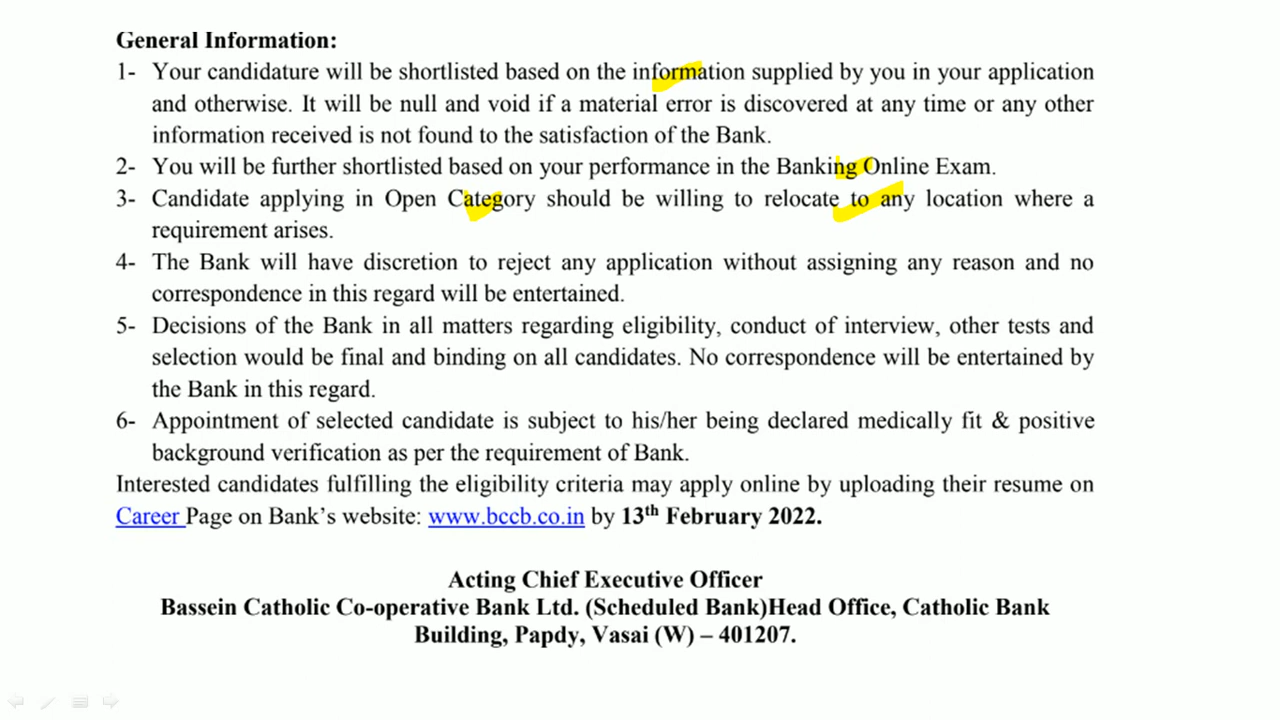 General Information:
1- Your candidature will be shortlisted based on the information supplied by you in your application
and otherwise. It will be null and void if a material error is discovered at any time or any other
information received is not found to the satisfaction of the Bank.
2- You will be further shortlisted based on your performance in the Banking Online Exam.
3- Candidate applying in Open Category should be willing to relocate to any location where a
requirement arises.
4- The Bank will have discretion to reject any application without assigning any reason and no
correspondence in this regard will be entertained.
5- Decisions of the Bank in all matters regarding eligibility, conduct of interview, other tests and
selection would be final and binding on all candidates. No correspondence will be entertained by
the Bank in this regard.
6- Appointment of selected candidate is subject to his/her being declared medically fit & positive
background verification as per the requirement of Bank.
Interested candidates fulfilling the eligibility criteria may apply online by uploading their resume on
Career Page on Bank's website: www.bccb.co.in by 13th February 2022.
Acting Chief Executive Officer
Bassein Catholic Co-operative Bank Ltd. (Scheduled Bank)Head Office, Catholic Bank
Building, Papdy, Vasai (W) – 401207.